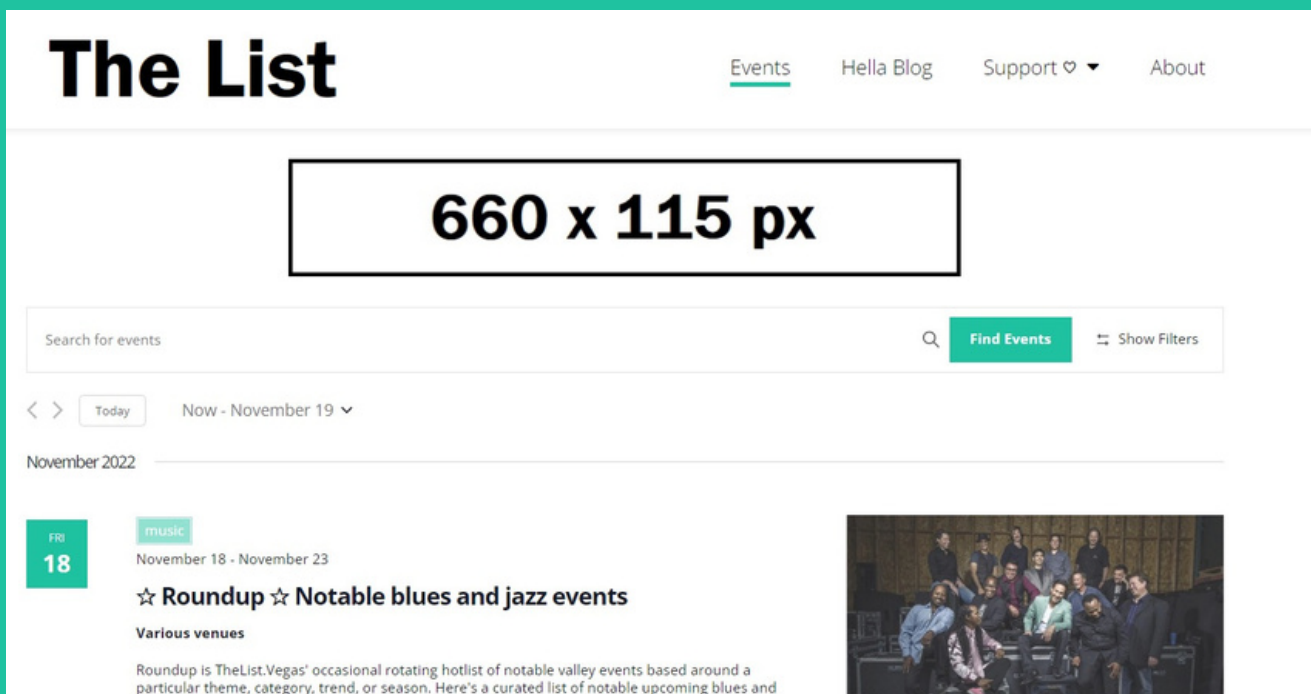 The List
Events Hella Blog Support ♡ About
660 x 115 px
Search for events Find Events Show Filters
Today Now - November 19
November 2022
FRI
18
music
November 18 - November 23
☆ Roundup ☆ Notable blues and jazz events
Various venues
Roundup is TheList.Vegas' occasional rotating hotlist of notable valley events based around a
particular theme, category, trend, or season. Here's a curated list of notable upcoming blues and